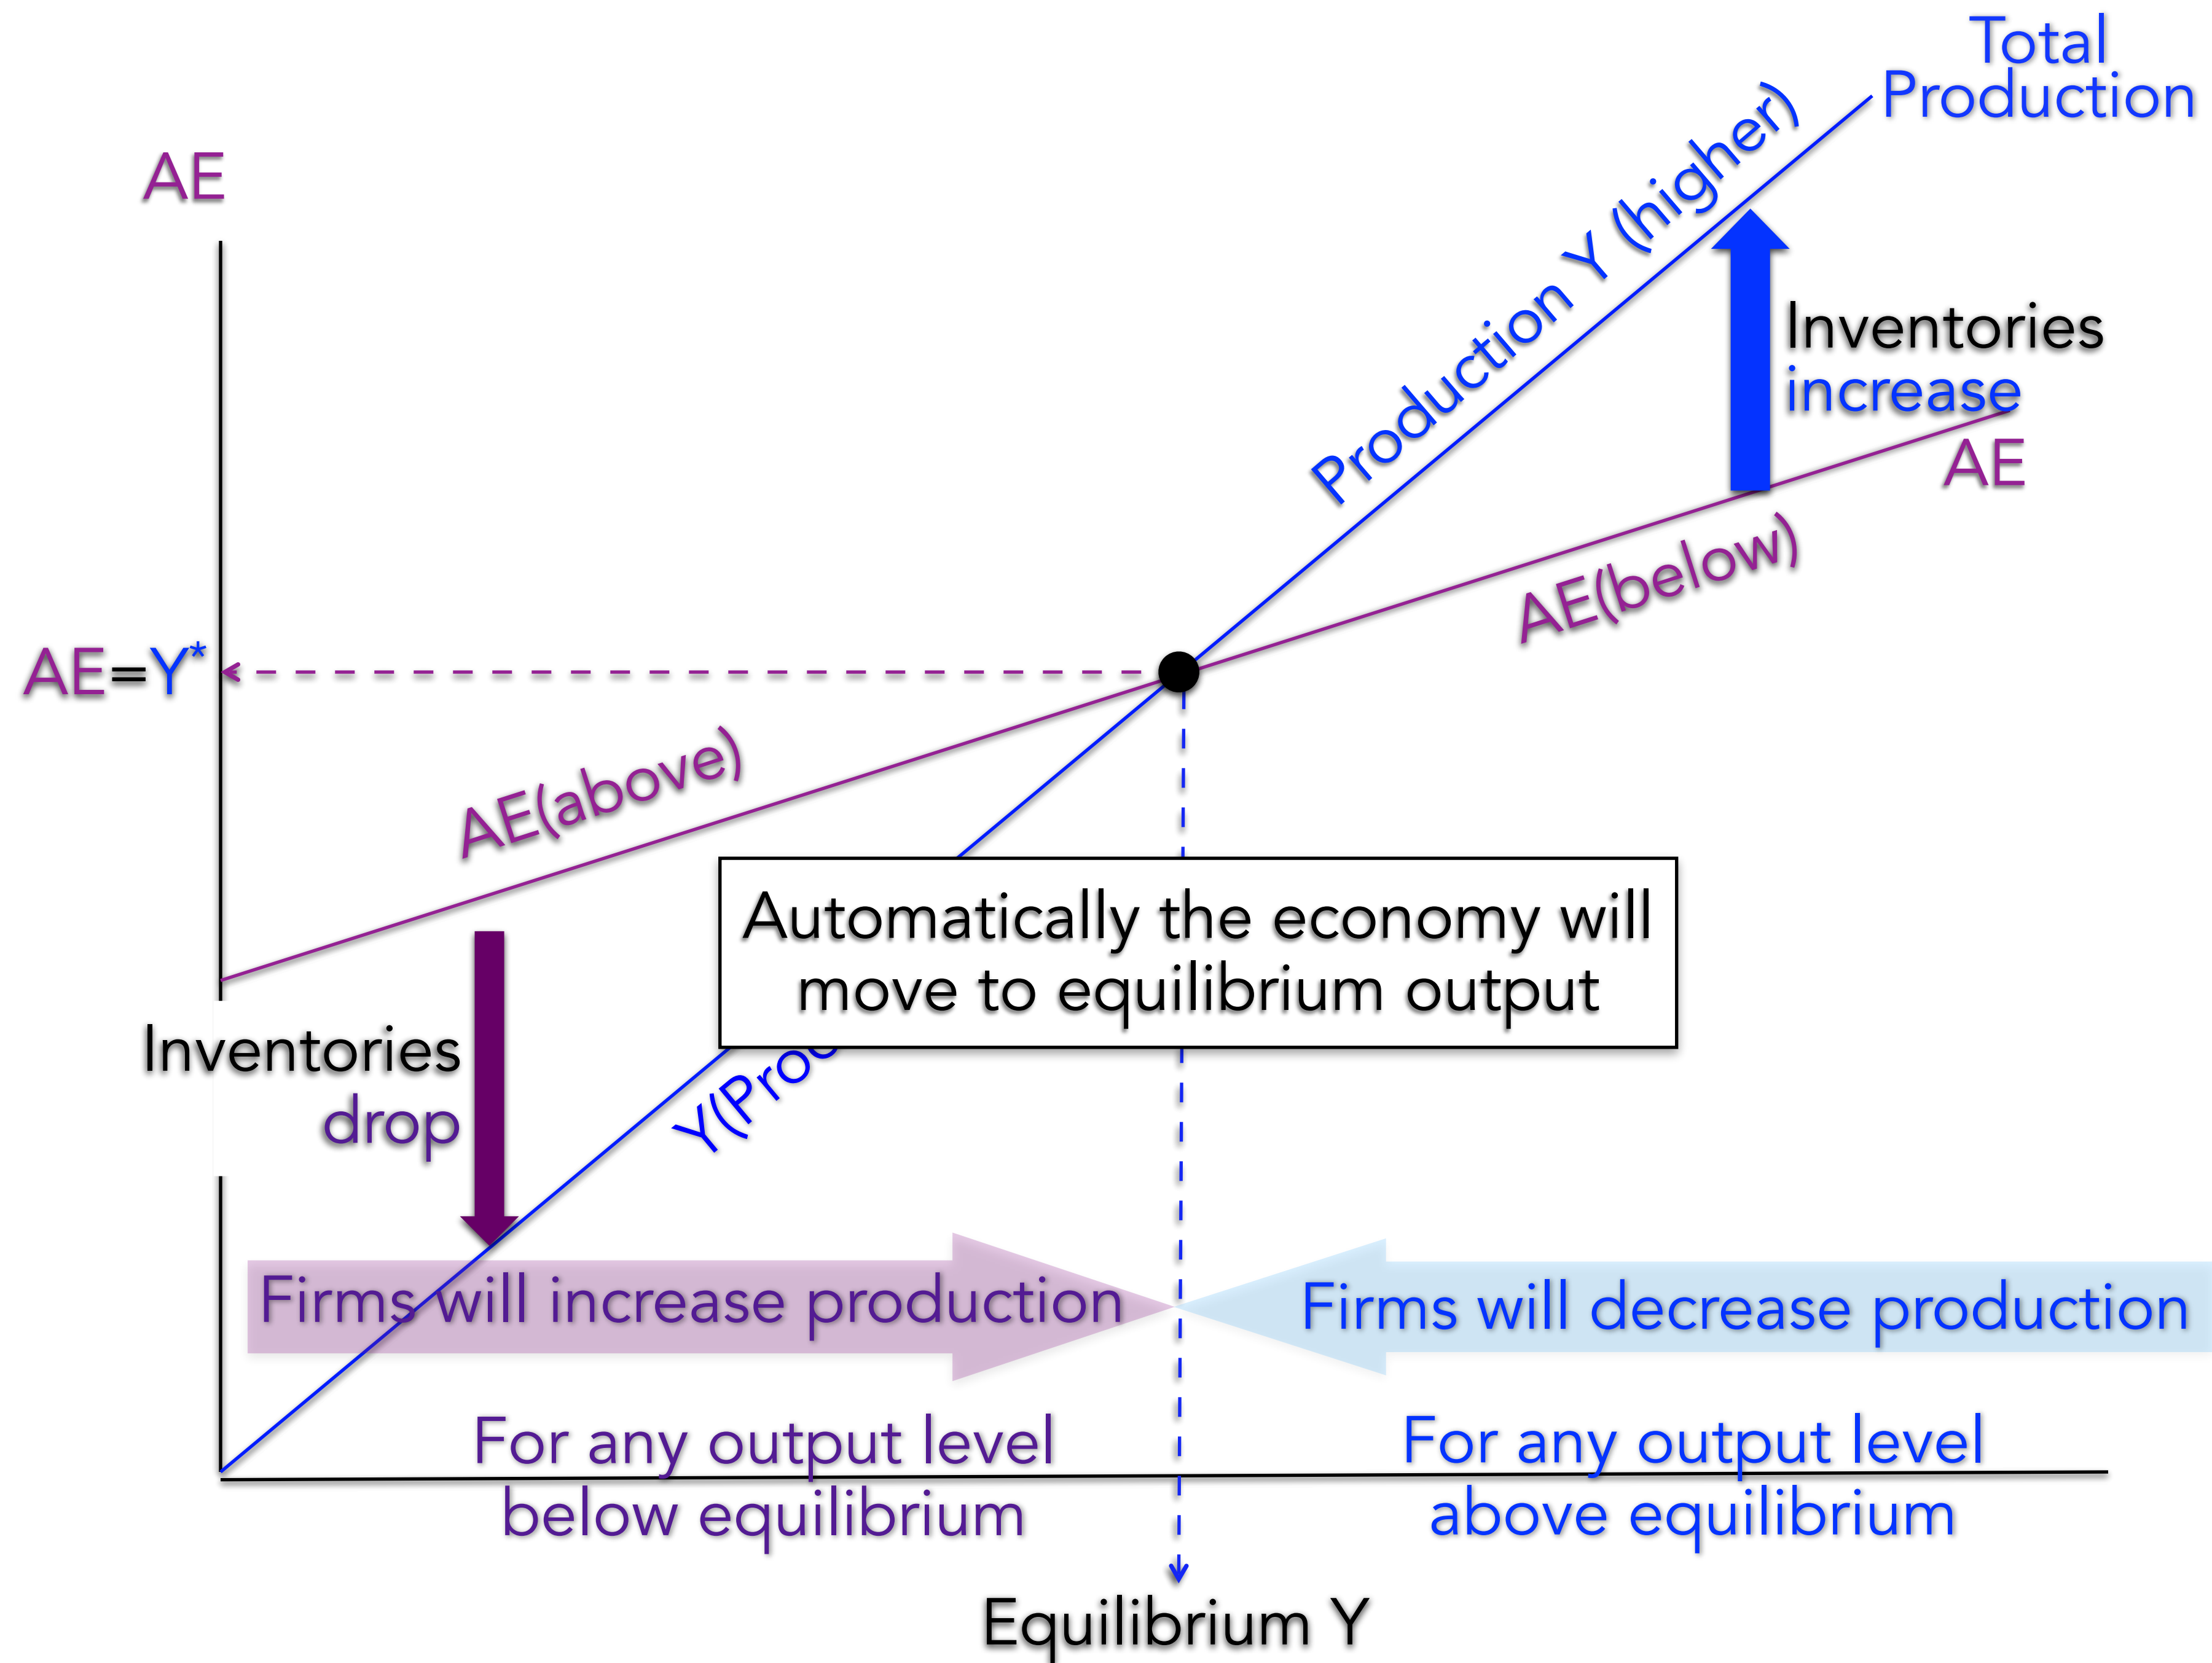 Total
Production
AE
Production Y (higher)
Inventories
increase
AE
AE(below)
AE=Y*
AE(above)
Automatically the economy will
move to equilibrium output
Inventories
drop
Firms will increase production
Firms will decrease production
For any output level
below equilibrium
For any output level
above equilibrium
Equilibrium Y